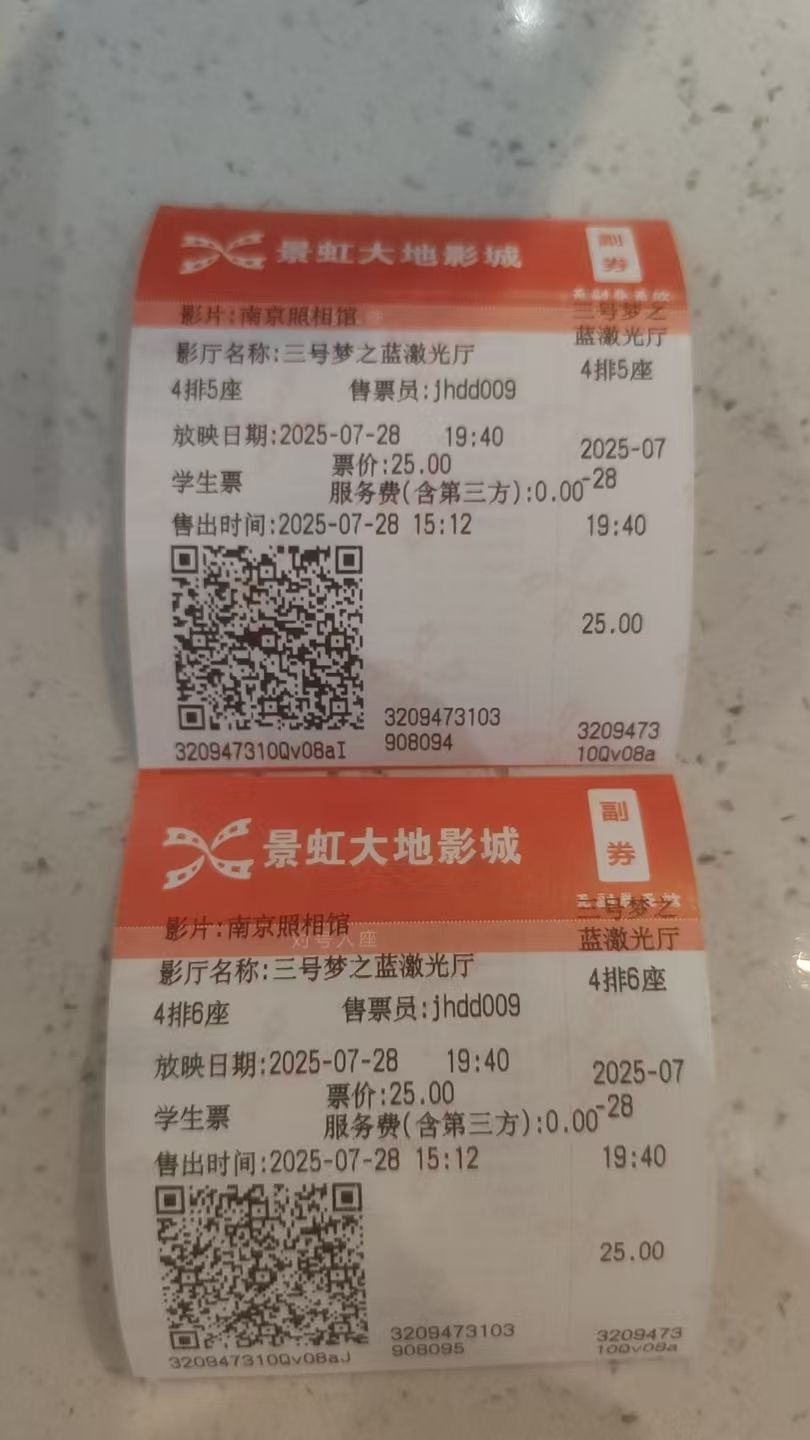 景虹大地影城
副券
影片:南京照相馆
三号梦之
蓝激光厅
影厅名称:三号梦之蓝激光厅
4排5座
售票员:jhdd009
4排5座
放映日期:2025-07-28 19:40
2025-07
-28
票价:25.00
学生票
服务费(含第三方):0.00
售出时间:2025-07-28 15:12
19:40
25.00
3209473103
908094
320947310Qv08aI
3209473
10Qv08a
景虹大地影城
副券
影片:南京照相馆
对号入座
三号梦之
蓝激光厅
影厅名称:三号梦之蓝激光厅
4排6座
售票员:jhdd009
4排6座
放映日期:2025-07-28 19:40
2025-07
-28
票价:25.00
学生票
服务费(含第三方):0.00
售出时间:2025-07-28 15:12
19:40
25.00
3209473103
908095
320947310Qv08aJ
3209473
10Qv08a